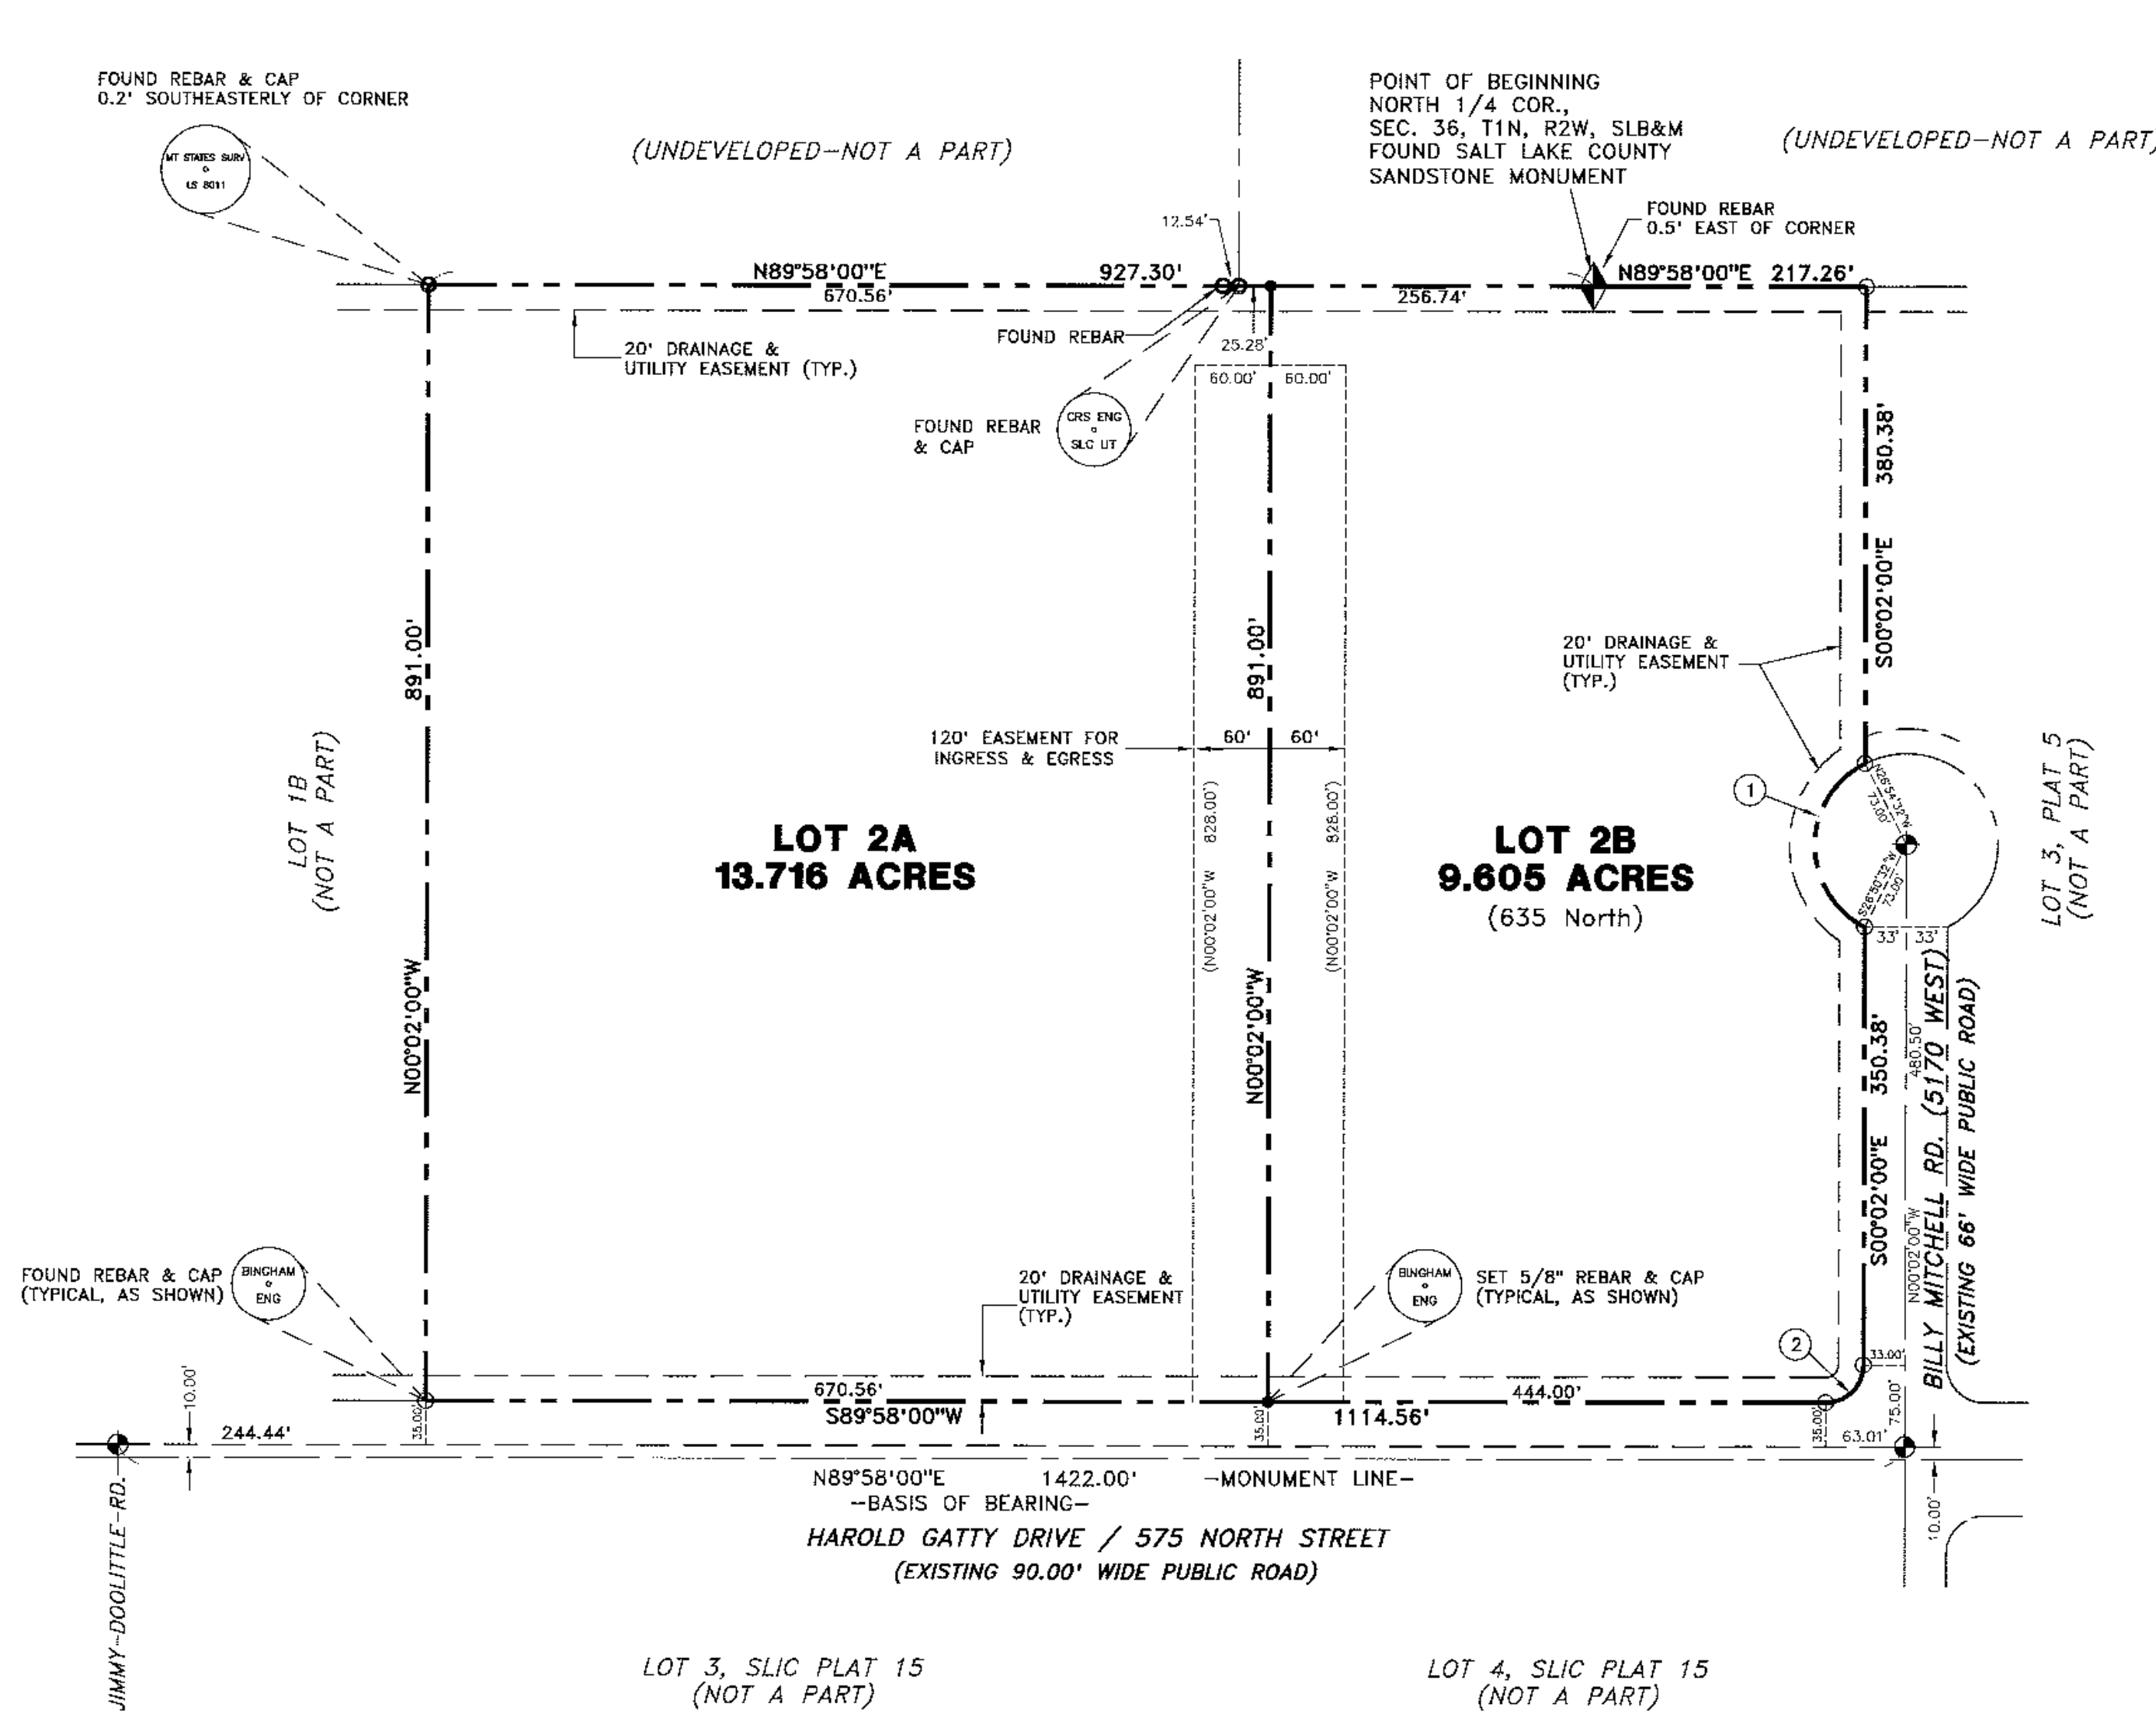 FOUND REBAR & CAP
0.2' SOUTHEASTERLY OF CORNER
MT STATES SURV
LS 8011
(UNDEVELOPED-NOT A PART)
POINT OF BEGINNING
NORTH 1/4 COR.,
SEC. 36, T1N, R2W, SLB&M
FOUND SALT LAKE COUNTY
SANDSTONE MONUMENT
(UNDEVELOPED-NOT A PART)
FOUND REBAR
0.5' EAST OF CORNER
12.54'
N89°58'00"E 927.30'
670.56'
256.74'
N89°58'00"E 217.26'
20' DRAINAGE &
UTILITY EASEMENT (TYP.)
FOUND REBAR
25.28'
60.00' 60.00'
FOUND REBAR
& CAP
CRS ENG
SLC UT
S00°02'00"E 380.38'
N00°02'00"W 891.00'
N00°02'00"W 891.00'
20' DRAINAGE &
UTILITY EASEMENT
(TYP.)
120' EASEMENT FOR
INGRESS & EGRESS
60' 60'
(N00°02'00"W 828.00')
(N00°02'00"W 828.00')
LOT 1B
(NOT A PART)
LOT 2A
13.716 ACRES
LOT 2B
9.605 ACRES
(635 North)
1
N26°54'32"W
73.00'
S26°50'32"W
73.00'
33' 33'
LOT 3, PLAT 5
(NOT A PART)
S00°02'00"E 350.38'
N00°02'00"W 480.50'
BILLY MITCHELL RD. (5170 WEST)
(EXISTING 66' WIDE PUBLIC ROAD)
FOUND REBAR & CAP
(TYPICAL, AS SHOWN)
BINGHAM
ENG
20' DRAINAGE &
UTILITY EASEMENT
(TYP.)
BINGHAM
ENG
SET 5/8" REBAR & CAP
(TYPICAL, AS SHOWN)
2
33.00'
75.00'
10.00'
244.44'
35.00'
670.56'
S89°58'00"W
35.00'
1114.56'
444.00'
35.00'
63.01'
10.00'
N89°58'00"E 1422.00' -MONUMENT LINE-
--BASIS OF BEARING-
HAROLD GATTY DRIVE / 575 NORTH STREET
(EXISTING 90.00' WIDE PUBLIC ROAD)
JIMMY-DOOLITTLE-RD.
LOT 3, SLIC PLAT 15
(NOT A PART)
LOT 4, SLIC PLAT 15
(NOT A PART)